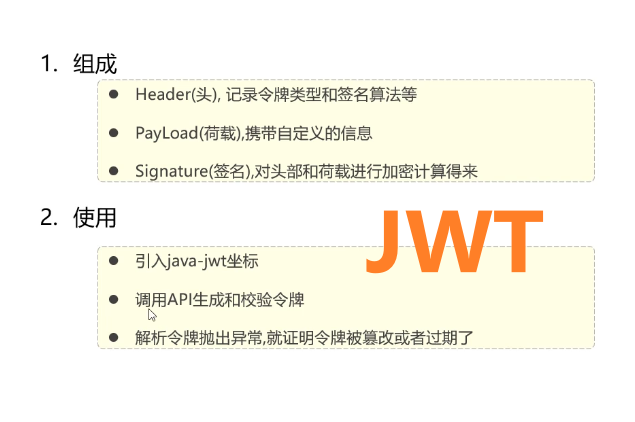 1. 组成
● Header(头), 记录令牌类型和签名算法等
● PayLoad(荷载),携带自定义的信息
● Signature(签名),对头部和荷载进行加密计算得来
2. 使用
JWT
● 引入java-jwt坐标
● 调用API生成和校验令牌
● 解析令牌抛出异常,就证明令牌被篡改或者过期了